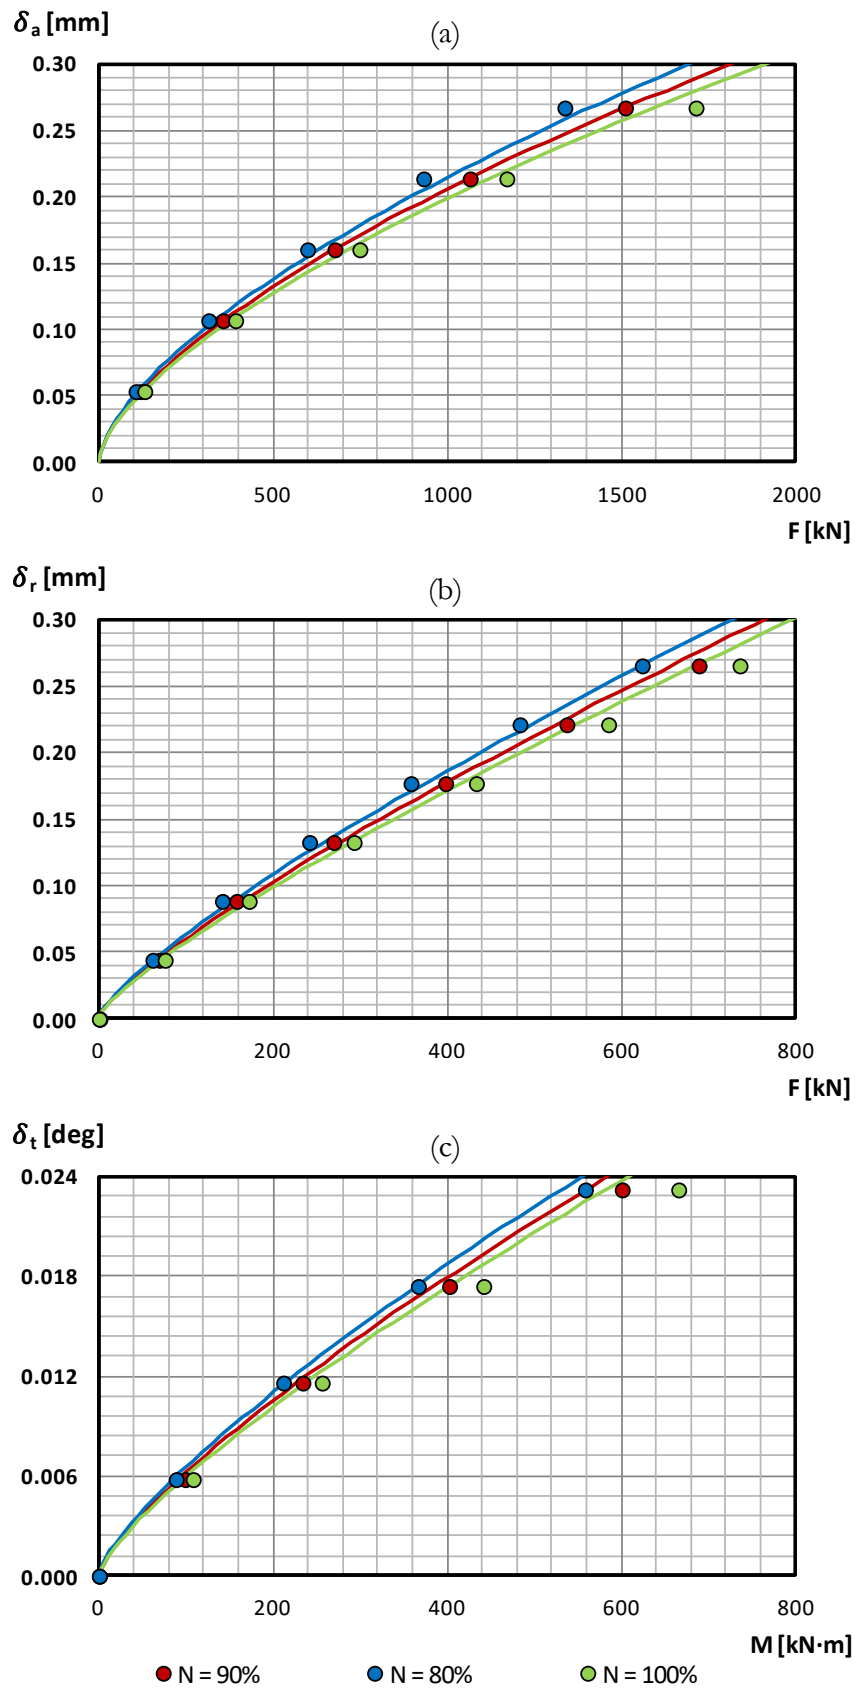 δa [mm]
(a)
0.30
0.25
0.20
0.15
0.10
0.05
0.00
0 500 1000 1500 2000
F [kN]
δr [mm]
(b)
0.30
0.25
0.20
0.15
0.10
0.05
0.00
0 200 400 600 800
F [kN]
δt [deg]
(c)
0.024
0.018
0.012
0.006
0.000
0 200 400 600 800
M [kN·m]
N = 90% N = 80% N = 100%